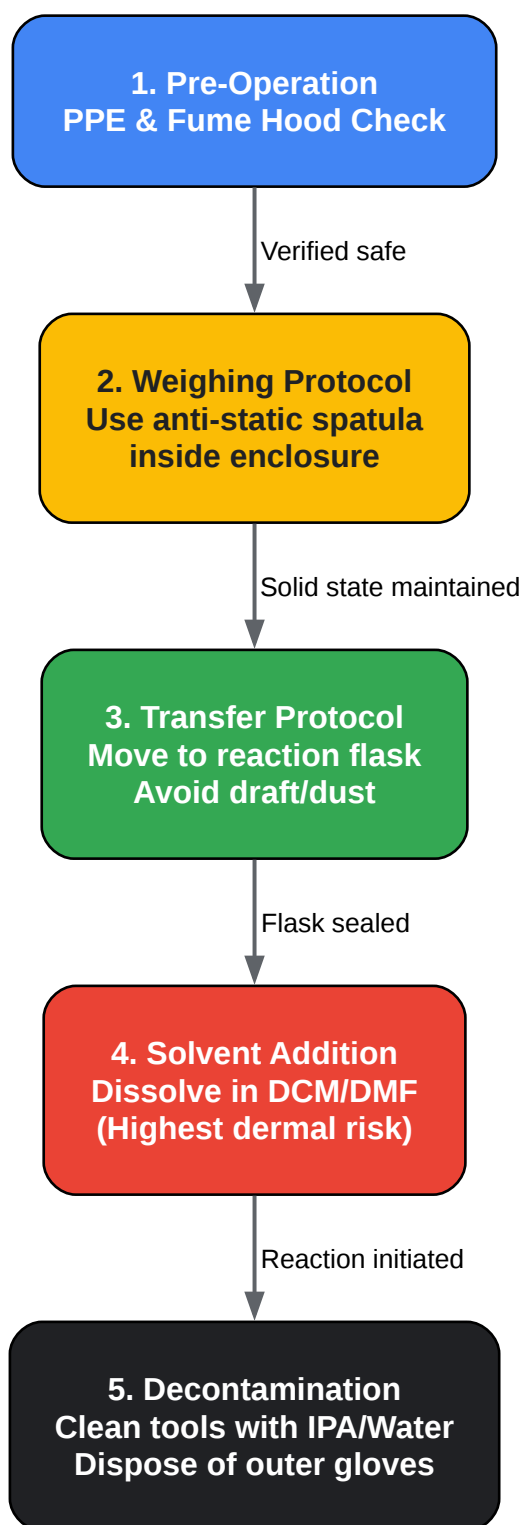 1. Pre-Operation
PPE & Fume Hood Check
Verified safe
2. Weighing Protocol
Use anti-static spatula
inside enclosure
Solid state maintained
3. Transfer Protocol
Move to reaction flask
Avoid draft/dust
Flask sealed
4. Solvent Addition
Dissolve in DCM/DMF
(Highest dermal risk)
Reaction initiated
5. Decontamination
Clean tools with IPA/Water
Dispose of outer gloves